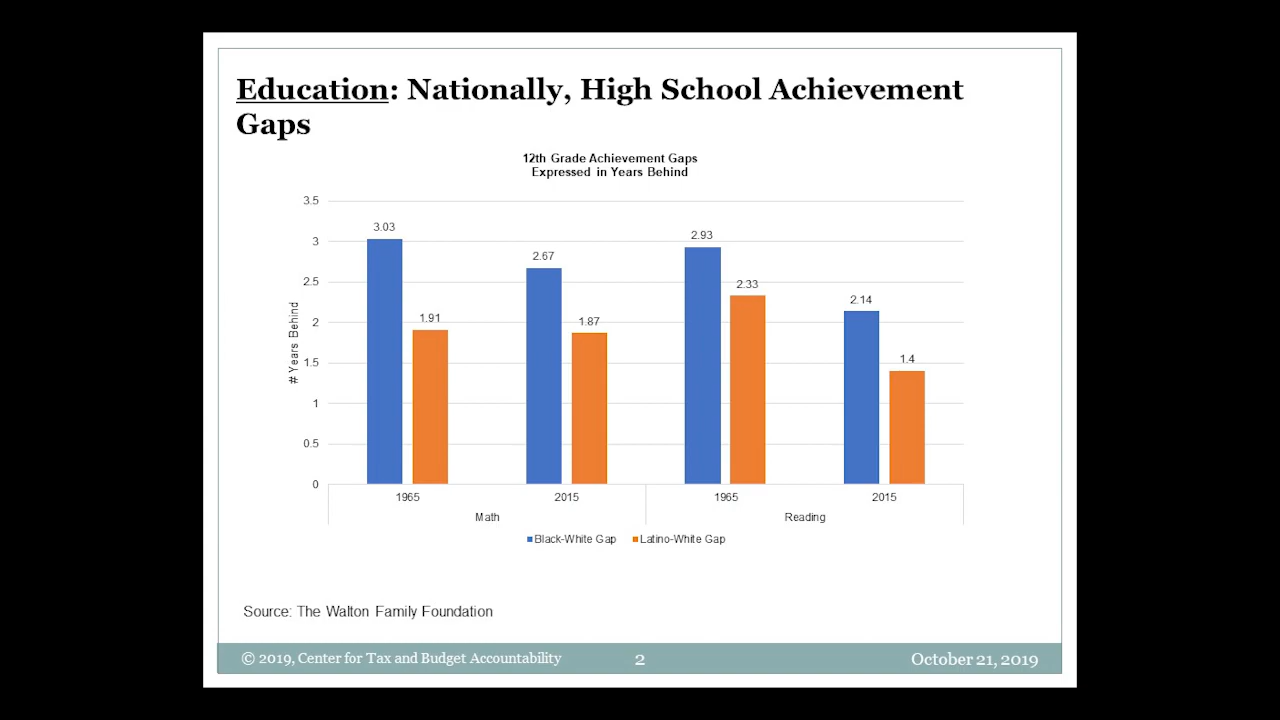 Education: Nationally, High School Achievement
Gaps
12th Grade Achievement Gaps
Expressed in Years Behind
# Years Behind
3.5
3
2.5
2
1.5
1
0.5
0
3.03
1.91
2.67
1.87
2.93
2.33
2.14
1.4
1965
2015
1965
2015
Math
Reading
Black-White Gap
Latino-White Gap
Source: The Walton Family Foundation
© 2019, Center for Tax and Budget Accountability
2
October 21, 2019